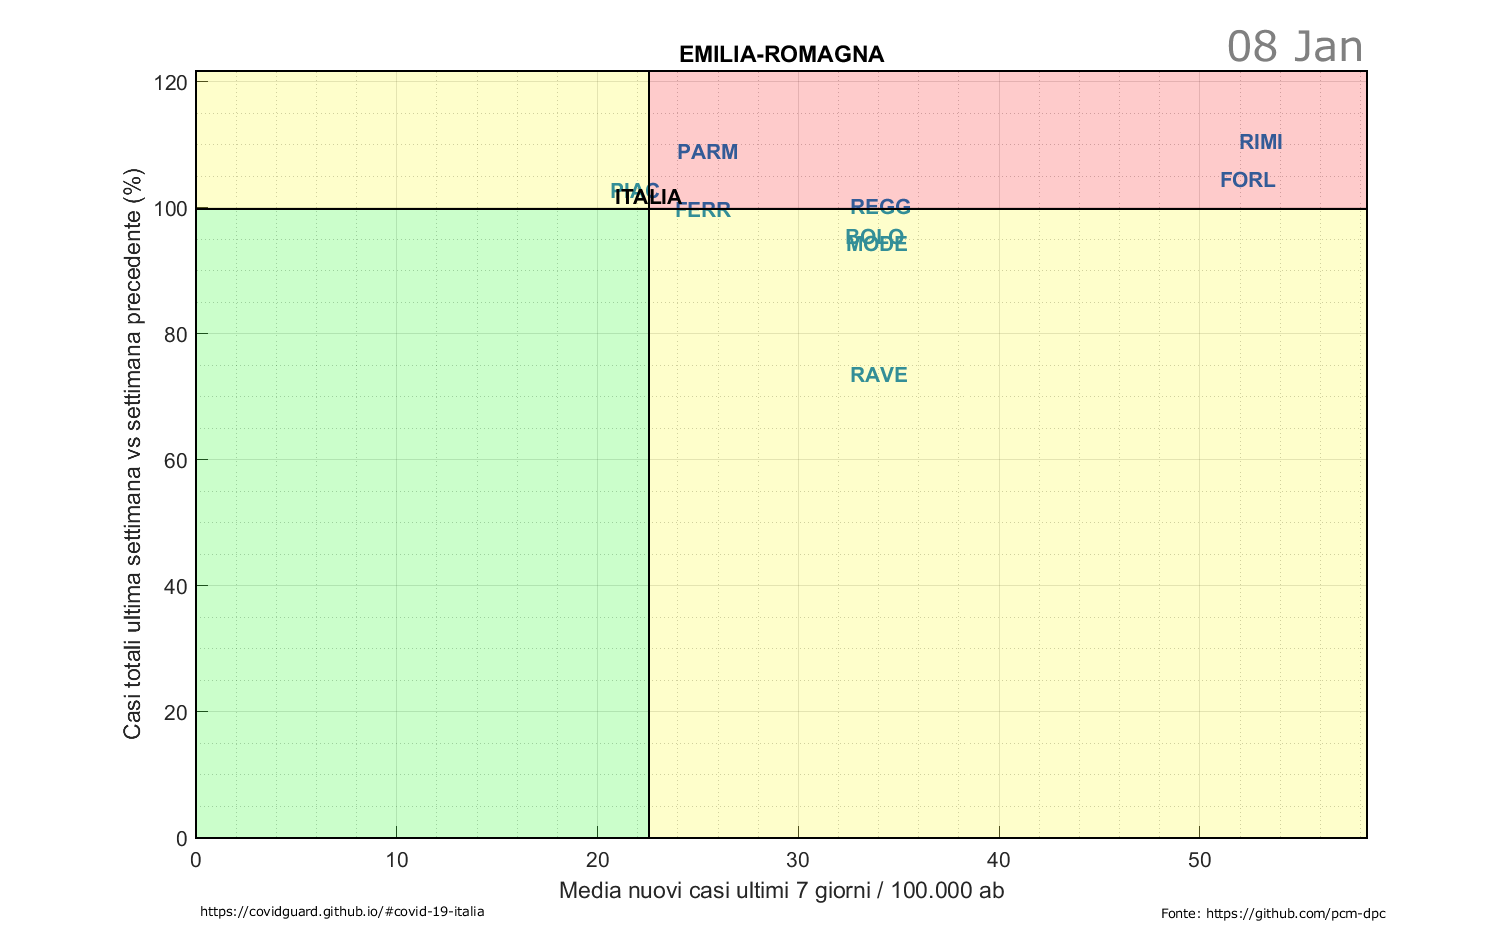 08 Jan
EMILIA-ROMAGNA
Casi totali ultima settimana vs settimana precedente (%)
120
100
80
60
40
20
0
RIMI
PARM
FORL
PIAC
ITALIA
REGG
FERR
BOLO
MODE
RAVE
0
10
20
30
40
50
Media nuovi casi ultimi 7 giorni / 100.000 ab
https://covidguard.github.io/#covid-19-italia
Fonte: https://github.com/pcm-dpc